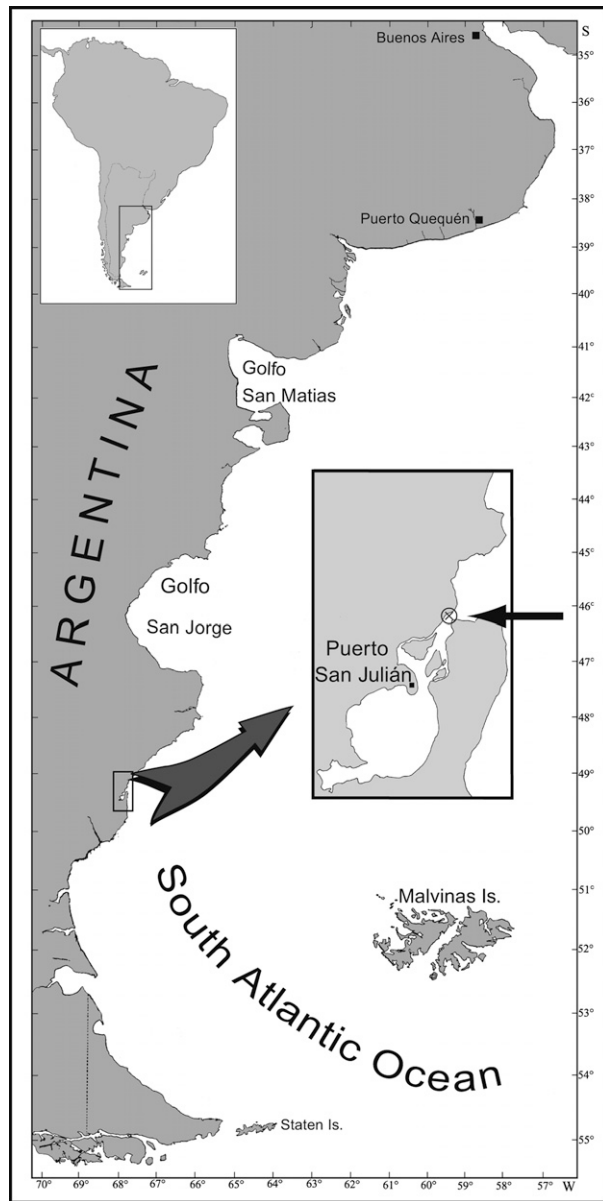 S
Buenos Aires
35°
36°
37°
Puerto Quequén
38°
39°
40°
41°
Golfo
San Matias
42°
43°
ARGENTINA
44°
45°
Golfo
San Jorge
46°
Puerto
San Julián
47°
48°
49°
50°
South Atlantic Ocean
Malvinas Is.
51°
52°
53°
54°
Staten Is.
55°
70° 69° 68° 67° 66° 65° 64° 63° 62° 61° 60° 59° 58° 57° W